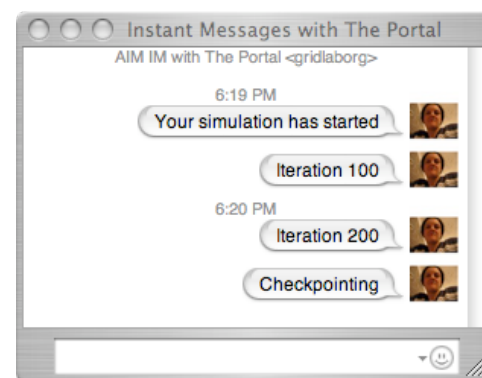 Instant Messages with The Portal
AIM IM with The Portal <gridlaborg>
6:19 PM
Your simulation has started
Iteration 100
6:20 PM
Iteration 200
Checkpointing